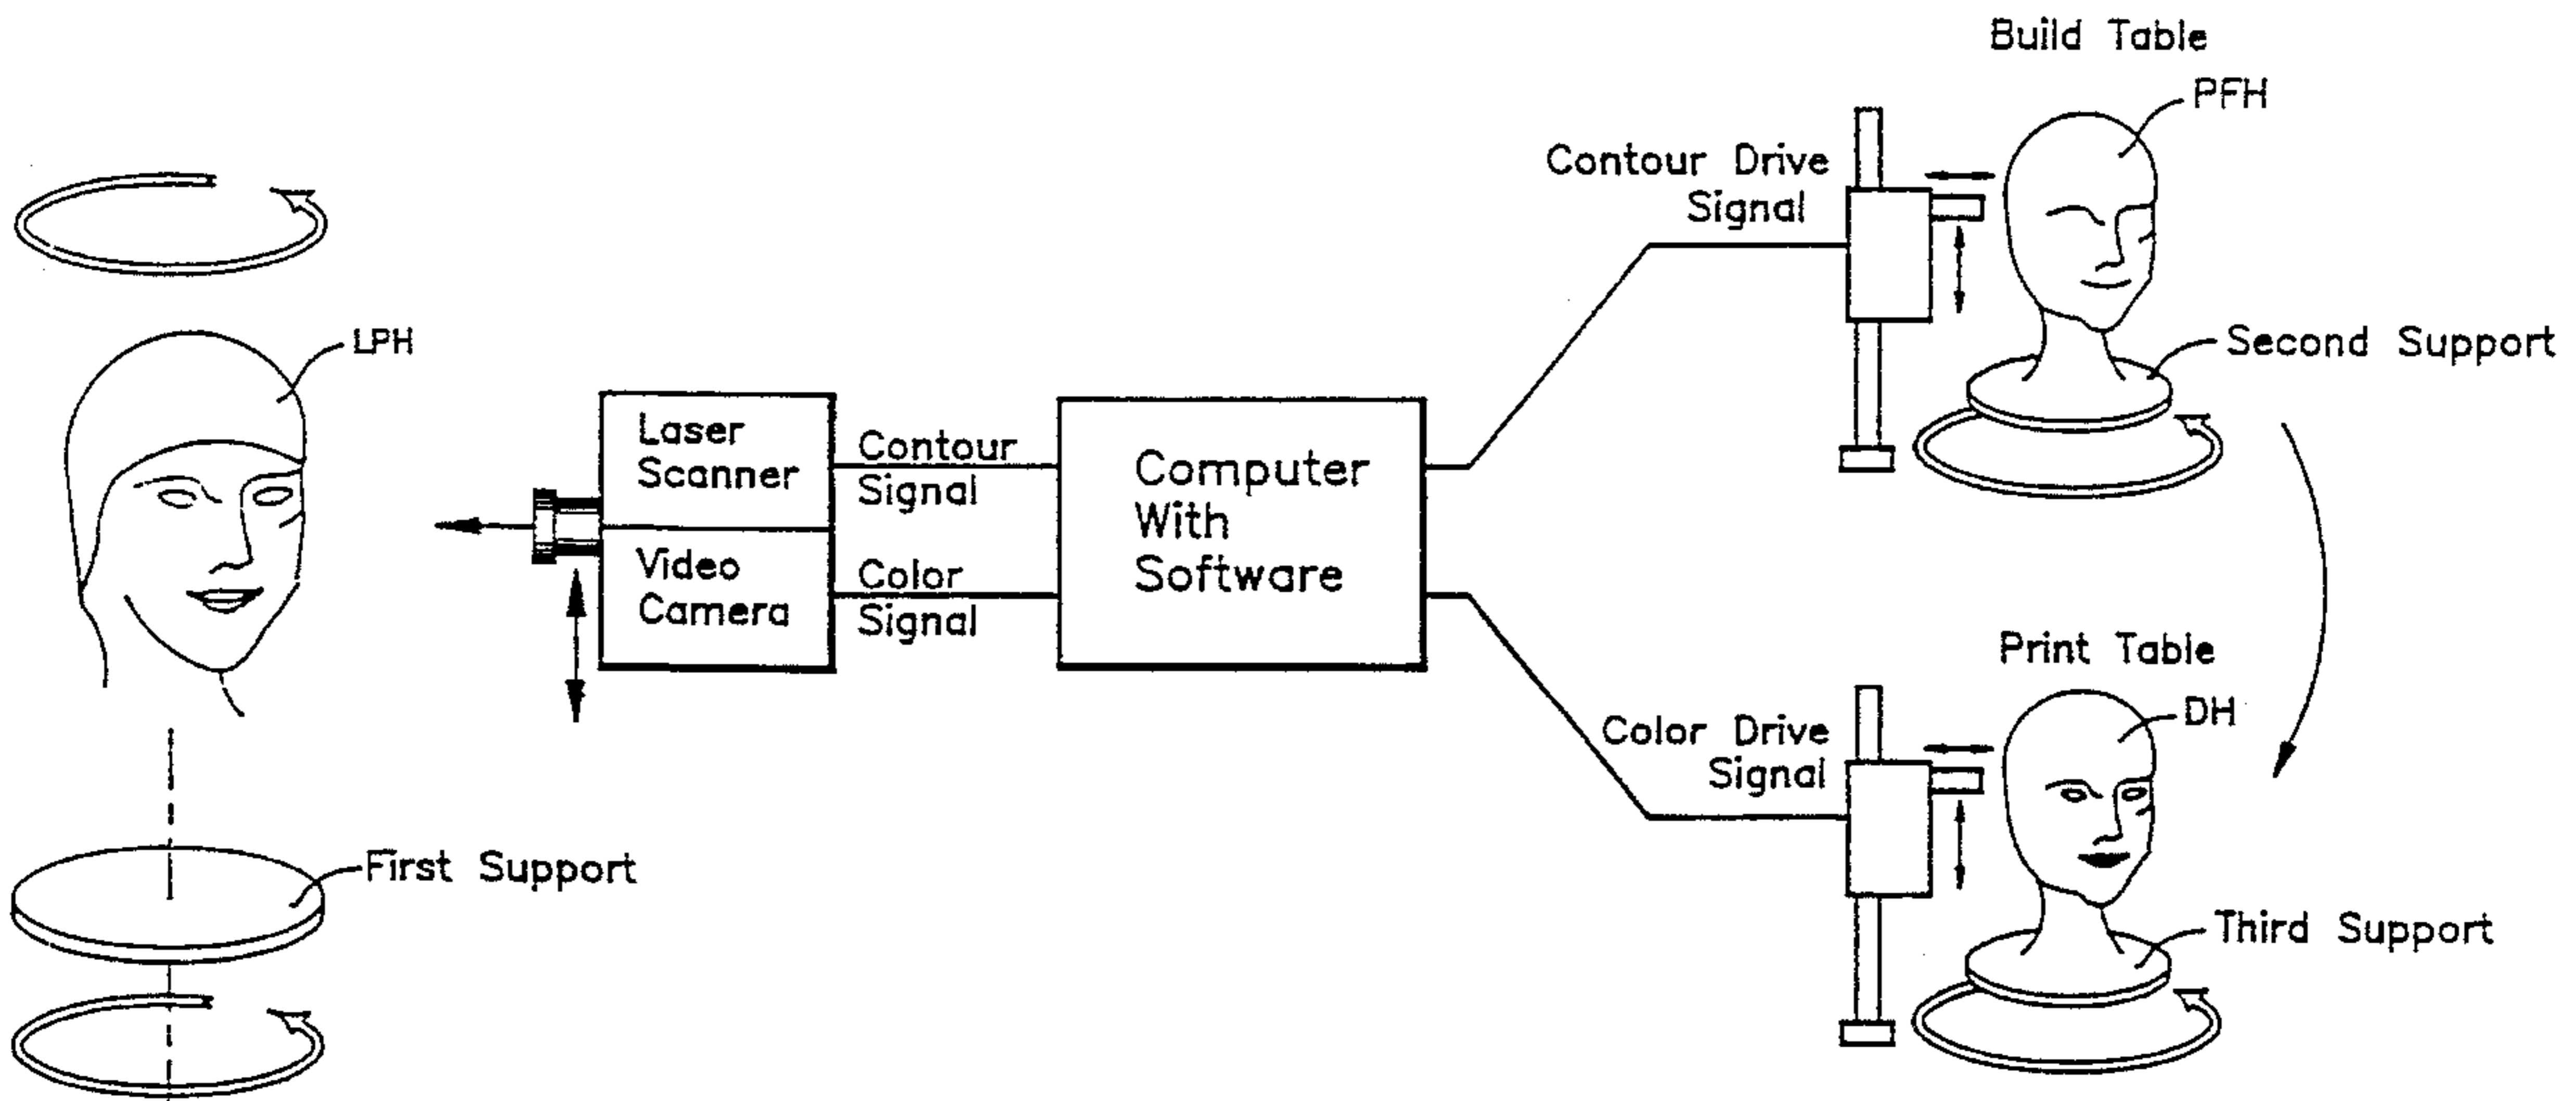 Build Table
PFH
Contour Drive
Signal
LPH
Second Support
Laser
Scanner
Contour
Signal
Computer
With
Software
Video
Camera
Color
Signal
Print Table
DH
Color Drive
Signal
First Support
Third Support